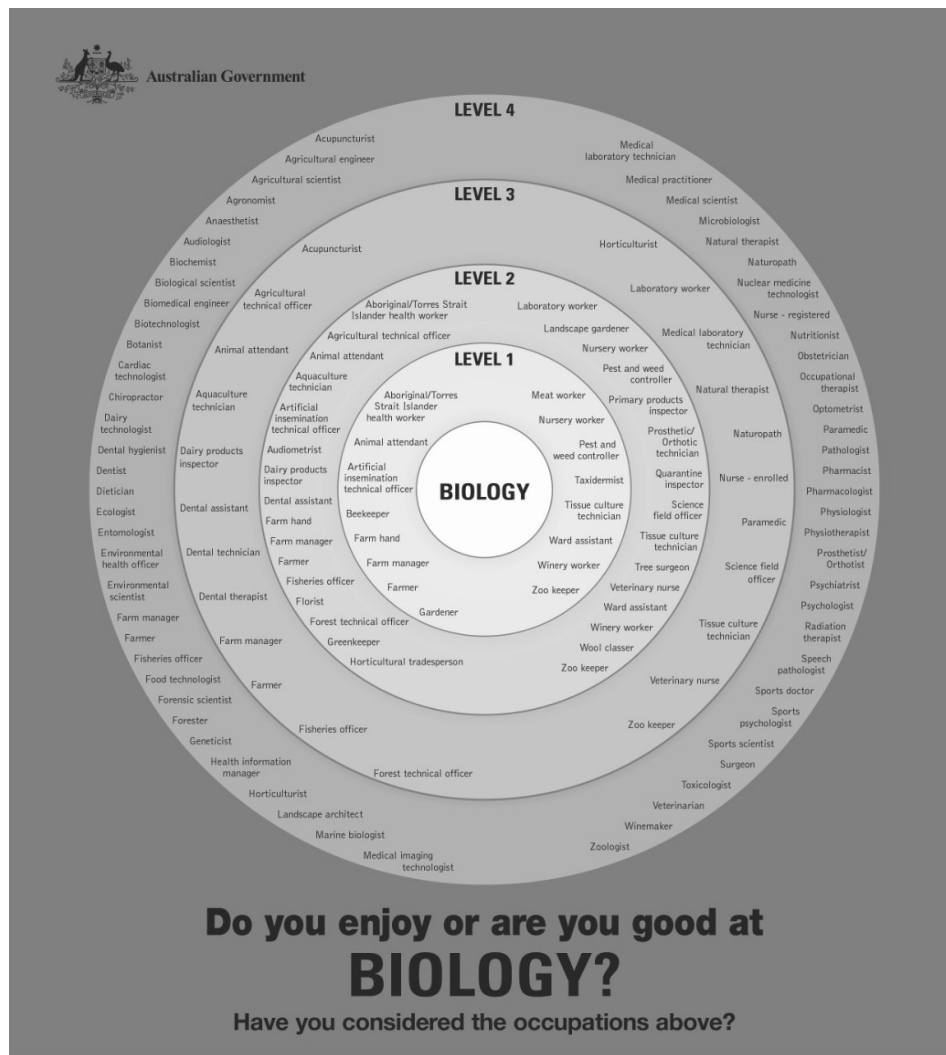 Australian Government
LEVEL 4
Acupuncturist
Agricultural engineer
Agricultural scientist
Agronomist
Anaesthetist
Audiologist
Biochemist
Biological scientist
Biomedical engineer
Biotechnologist
Botanist
Cardiac
technologist
Chiropractor
Dairy
technologist
Dental hygienist
Dentist
Dietician
Ecologist
Entomologist
Environmental
health officer
Environmental
scientist
Farm manager
Farmer
Fisheries officer
Food technologist
Forensic scientist
Forester
Geneticist
Health information
manager
Horticulturist
Landscape architect
Marine biologist
Medical imaging
technologist
Medical
laboratory technician
Medical practitioner
Medical scientist
Microbiologist
Natural therapist
Naturopath
Nuclear medicine
technologist
Nurse - registered
Nutritionist
Obstetrician
Occupational
therapist
Optometrist
Paramedic
Pathologist
Pharmacist
Pharmacologist
Physiologist
Physiotherapist
Prosthetist/
Orthotist
Psychiatrist
Psychologist
Radiation
therapist
Speech
pathologist
Sports doctor
Sports
psychologist
Sports scientist
Surgeon
Toxicologist
Veterinarian
Winemaker
Zoologist
LEVEL 3
Acupuncturist
Agricultural
technical officer
Animal attendant
Aquaculture
technician
Dairy products
inspector
Dental assistant
Dental technician
Dental therapist
Farm manager
Farmer
Fisheries officer
Forest technical officer
Horticulturist
Laboratory worker
Medical laboratory
technician
Natural therapist
Naturopath
Nurse - enrolled
Paramedic
Science field
officer
Tissue culture
technician
Veterinary nurse
Zoo keeper
LEVEL 2
Aboriginal/Torres Strait
Islander health worker
Agricultural technical officer
Animal attendant
Aquaculture
technician
Artificial
insemination
technical officer
Audiometrist
Dairy products
inspector
Dental assistant
Farm hand
Farm manager
Farmer
Fisheries officer
Florist
Forest technical officer
Greenkeeper
Horticultural tradesperson
Laboratory worker
Landscape gardener
Nursery worker
Pest and weed
controller
Primary products
inspector
Prosthetic/
Orthotic
technician
Quarantine
inspector
Science
field officer
Tissue culture
technician
Tree surgeon
Veterinary nurse
Ward assistant
Winery worker
Wool classer
Zoo keeper
LEVEL 1
Aboriginal/Torres
Strait Islander
health worker
Animal attendant
Artificial
insemination
technical officer
Beekeeper
Farm hand
Farm manager
Farmer
Gardener
Meat worker
Nursery worker
Pest and
weed controller
Taxidermist
Tissue culture
technician
Ward assistant
Winery worker
Zoo keeper
BIOLOGY
Do you enjoy or are you good at
BIOLOGY?
Have you considered the occupations above?